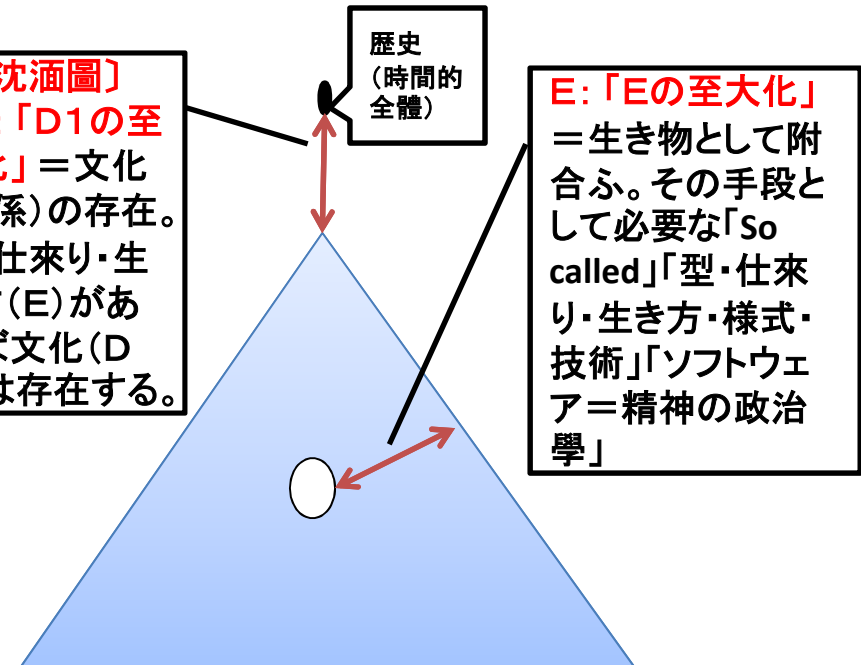 沈湎圖〕
「D1の至
化」＝文化
係）の存在。
仕來り・生
（E）があ
ば文化（D
は存在する。
歴史
（時間的
全體）
E：「Eの至大化」
＝生き物として附
合ふ。その手段と
して必要な「So
called」「型・仕來
り・生き方・様式・
技術」「ソフトウェ
ア＝精神の政治
學」